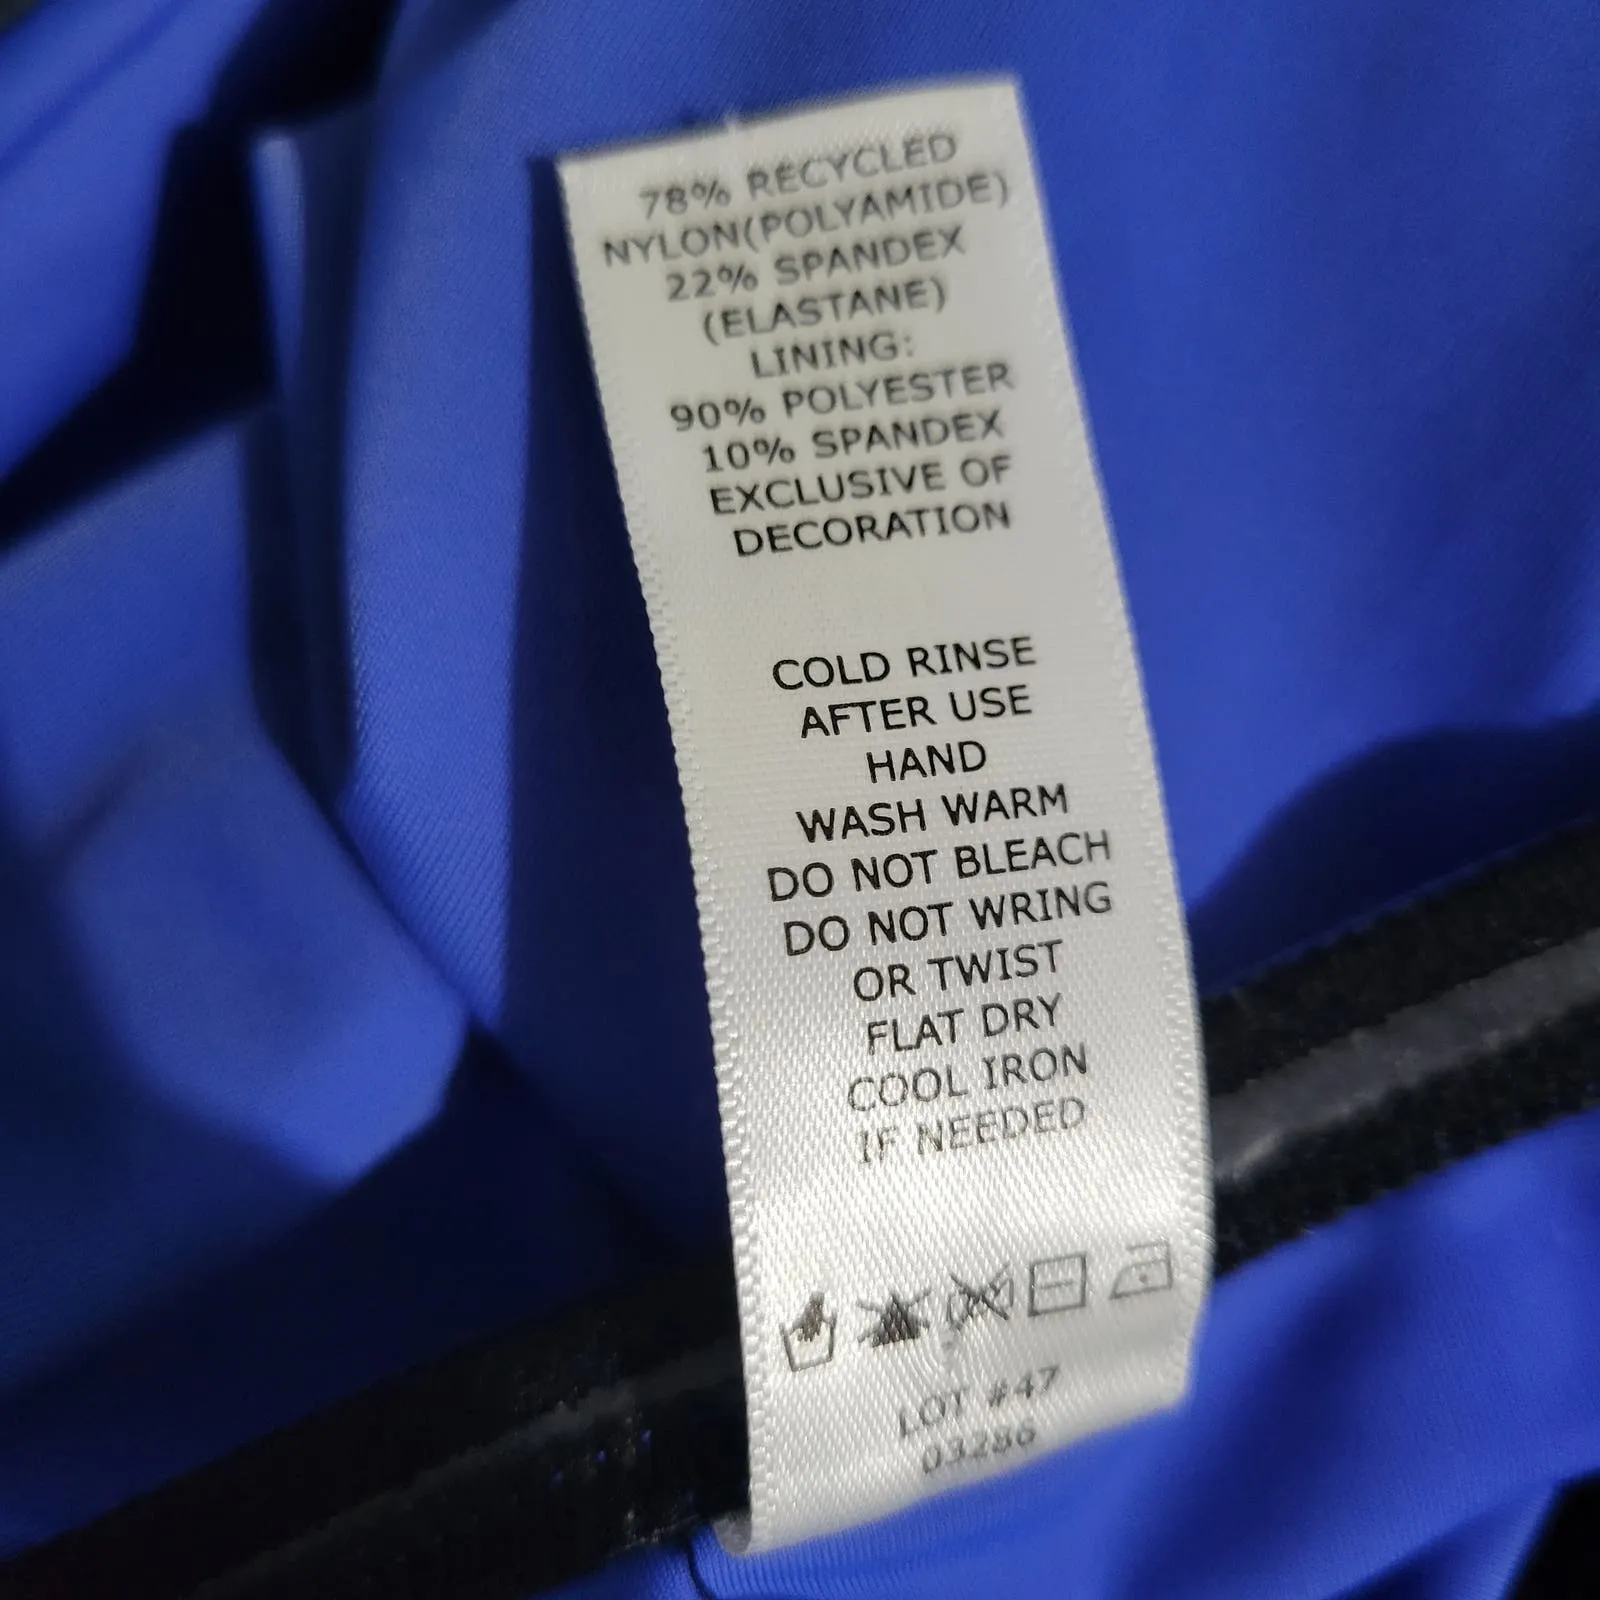 78% RECYCLED
NYLON(POLYAMIDE)
22% SPANDEX
(ELASTANE)
LINING:
90% POLYESTER
10% SPANDEX
EXCLUSIVE OF
DECORATION
COLD RINSE
AFTER USE
HAND
WASH WARM
DO NOT BLEACH
DO NOT WRING
OR TWIST
FLAT DRY
COOL IRON
IF NEEDED
LOT #47
03286